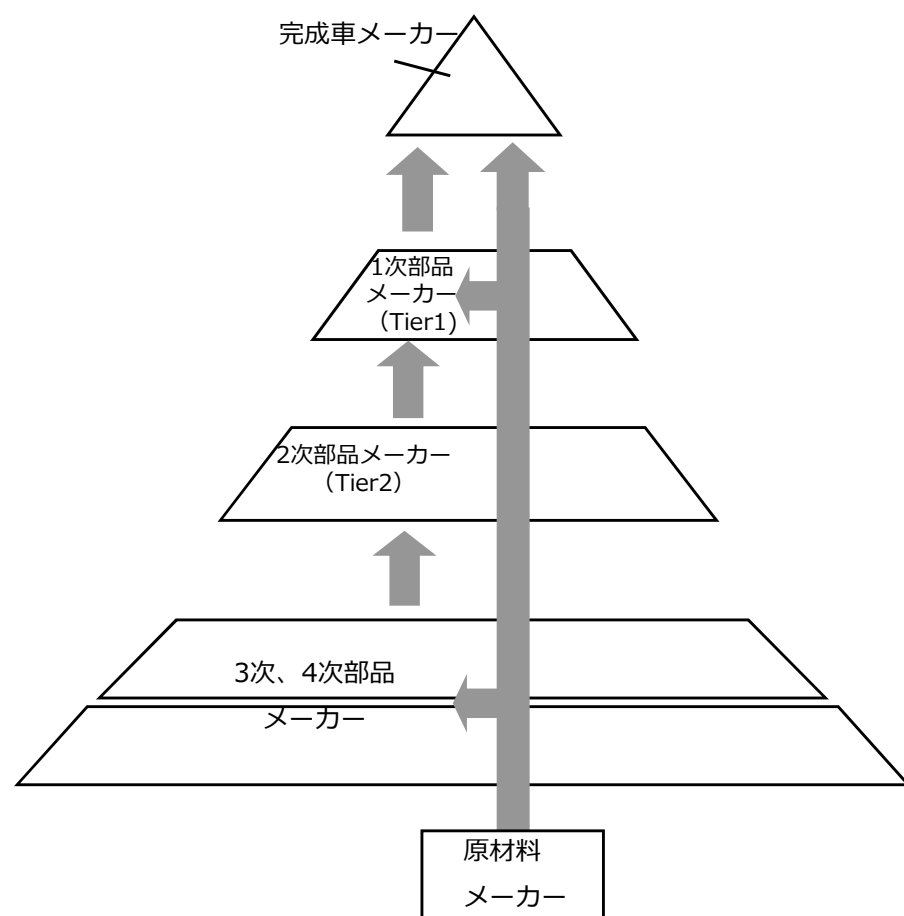 完成車メーカー
1次部品
メーカー
（Tier1)
2次部品メーカー
（Tier2）
3次、4次部品
メーカー
原材料
メーカー